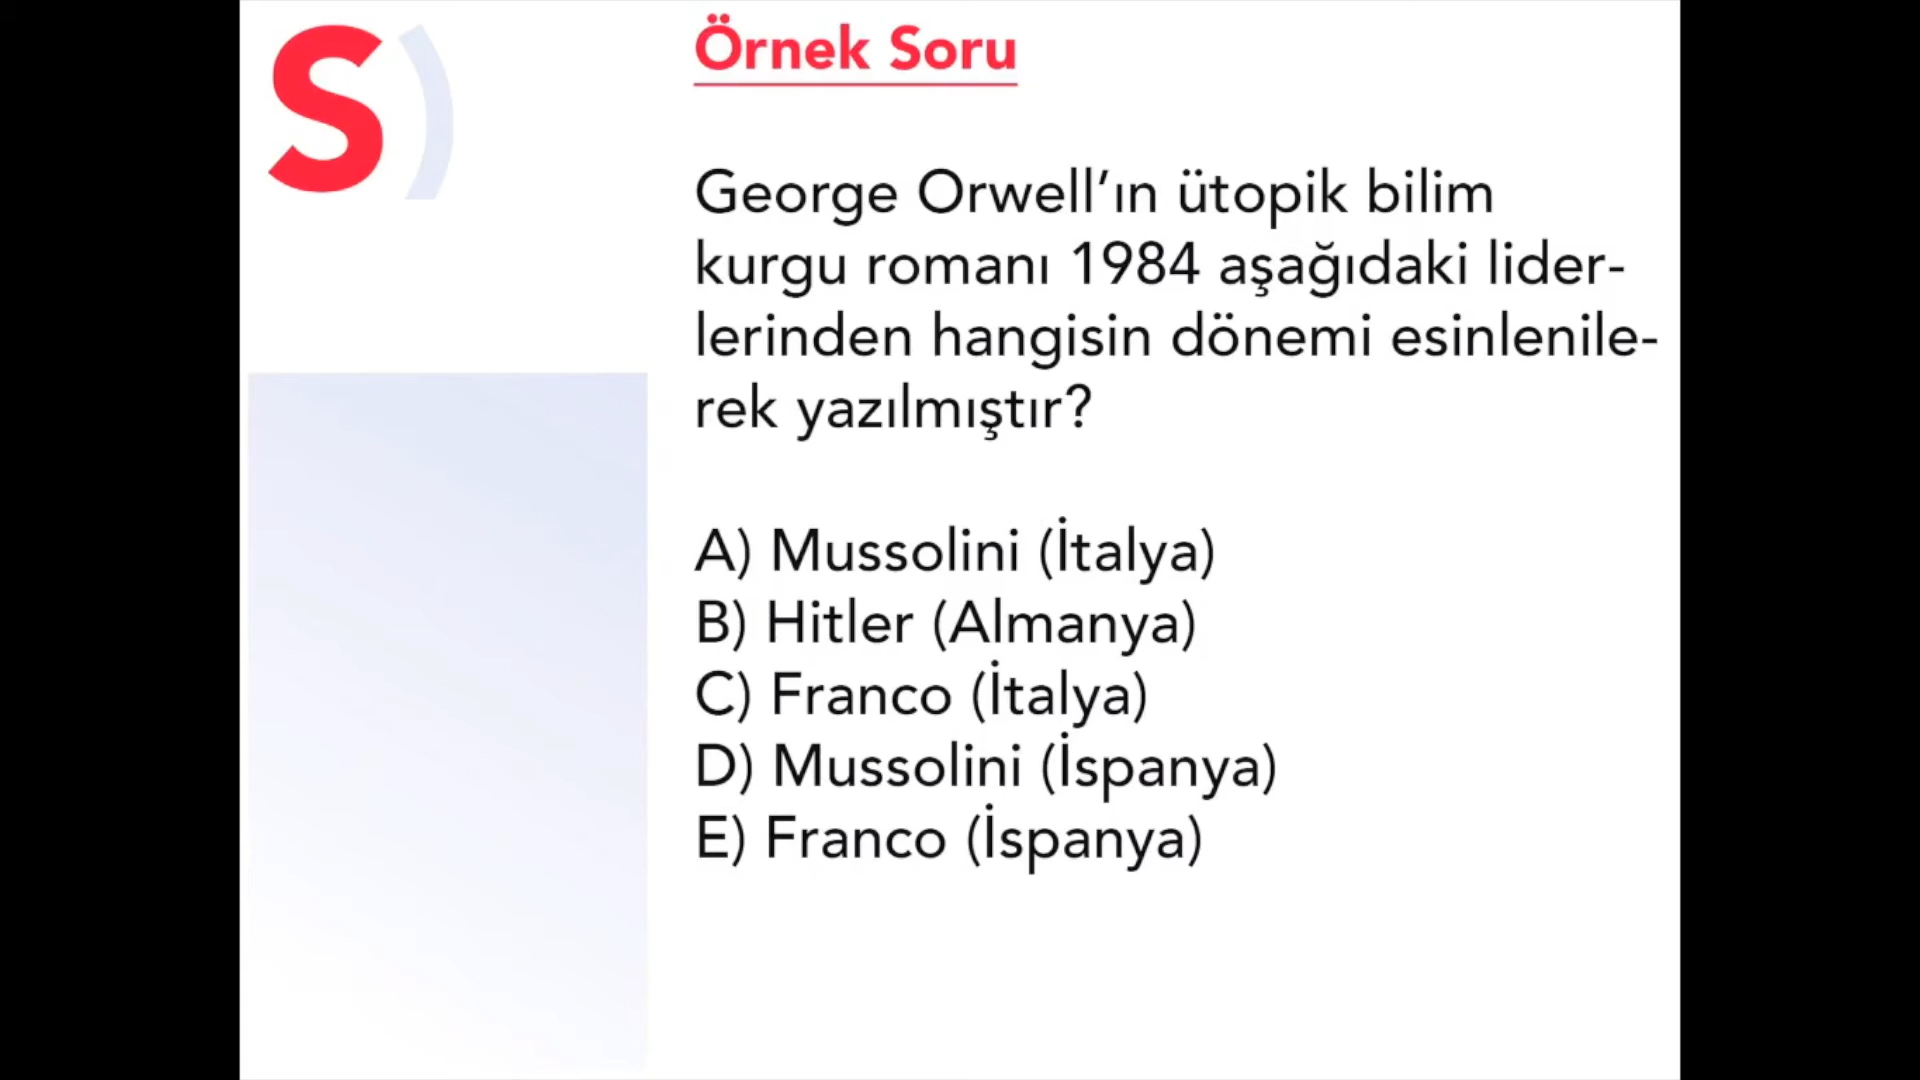 S)
Örnek Soru
George Orwell’ın ütopik bilim
kurgu romanı 1984 aşağıdaki lider-
lerinden hangisin dönemi esinlenile-
rek yazılmıştır?
A) Mussolini (İtalya)
B) Hitler (Almanya)
C) Franco (İtalya)
D) Mussolini (İspanya)
E) Franco (İspanya)